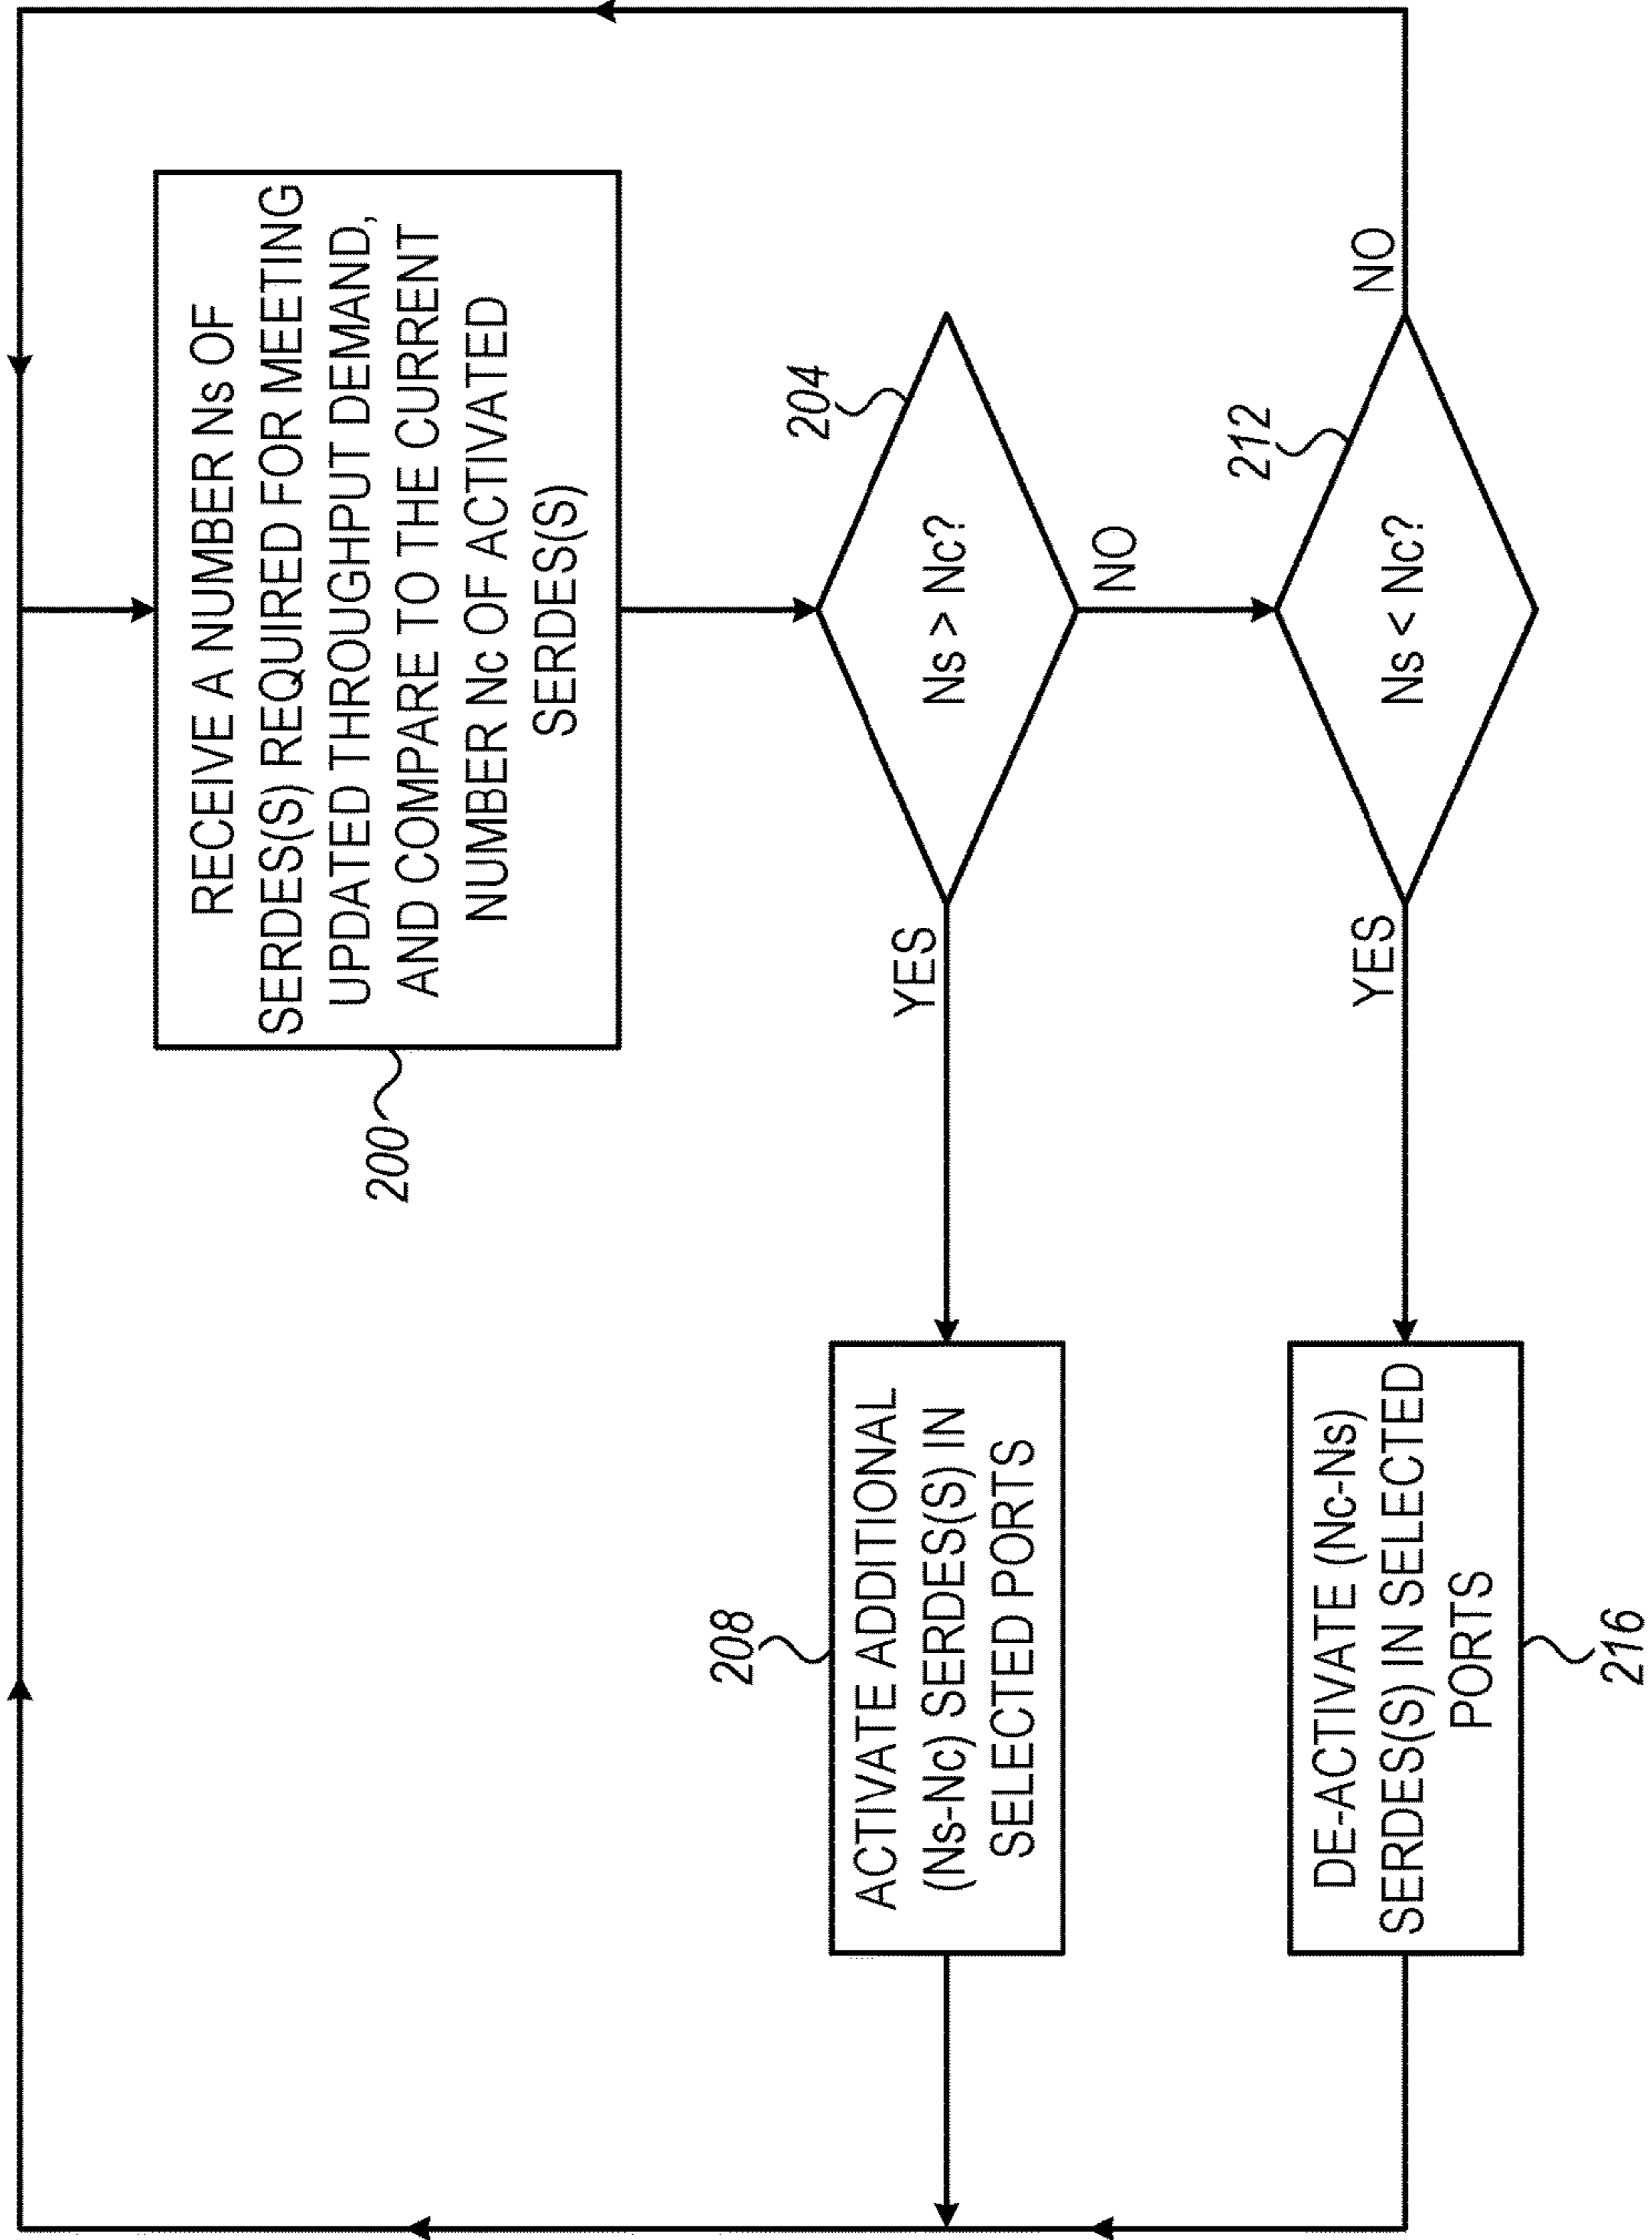 RECEIVE A NUMBER Ns OF
SERDES(S) REQUIRED FOR MEETING
UPDATED THROUGHPUT DEMAND,
AND COMPARE TO THE CURRENT
NUMBER Nc OF ACTIVATED
SERDES(S)
200
204
Ns > Nc?
YES
NO
208
ACTIVATE ADDITIONAL
(Ns-Nc) SERDES(S) IN
SELECTED PORTS
212
Ns < Nc?
YES
NO
DE-ACTIVATE (Nc-Ns)
SERDES(S) IN SELECTED
PORTS
216